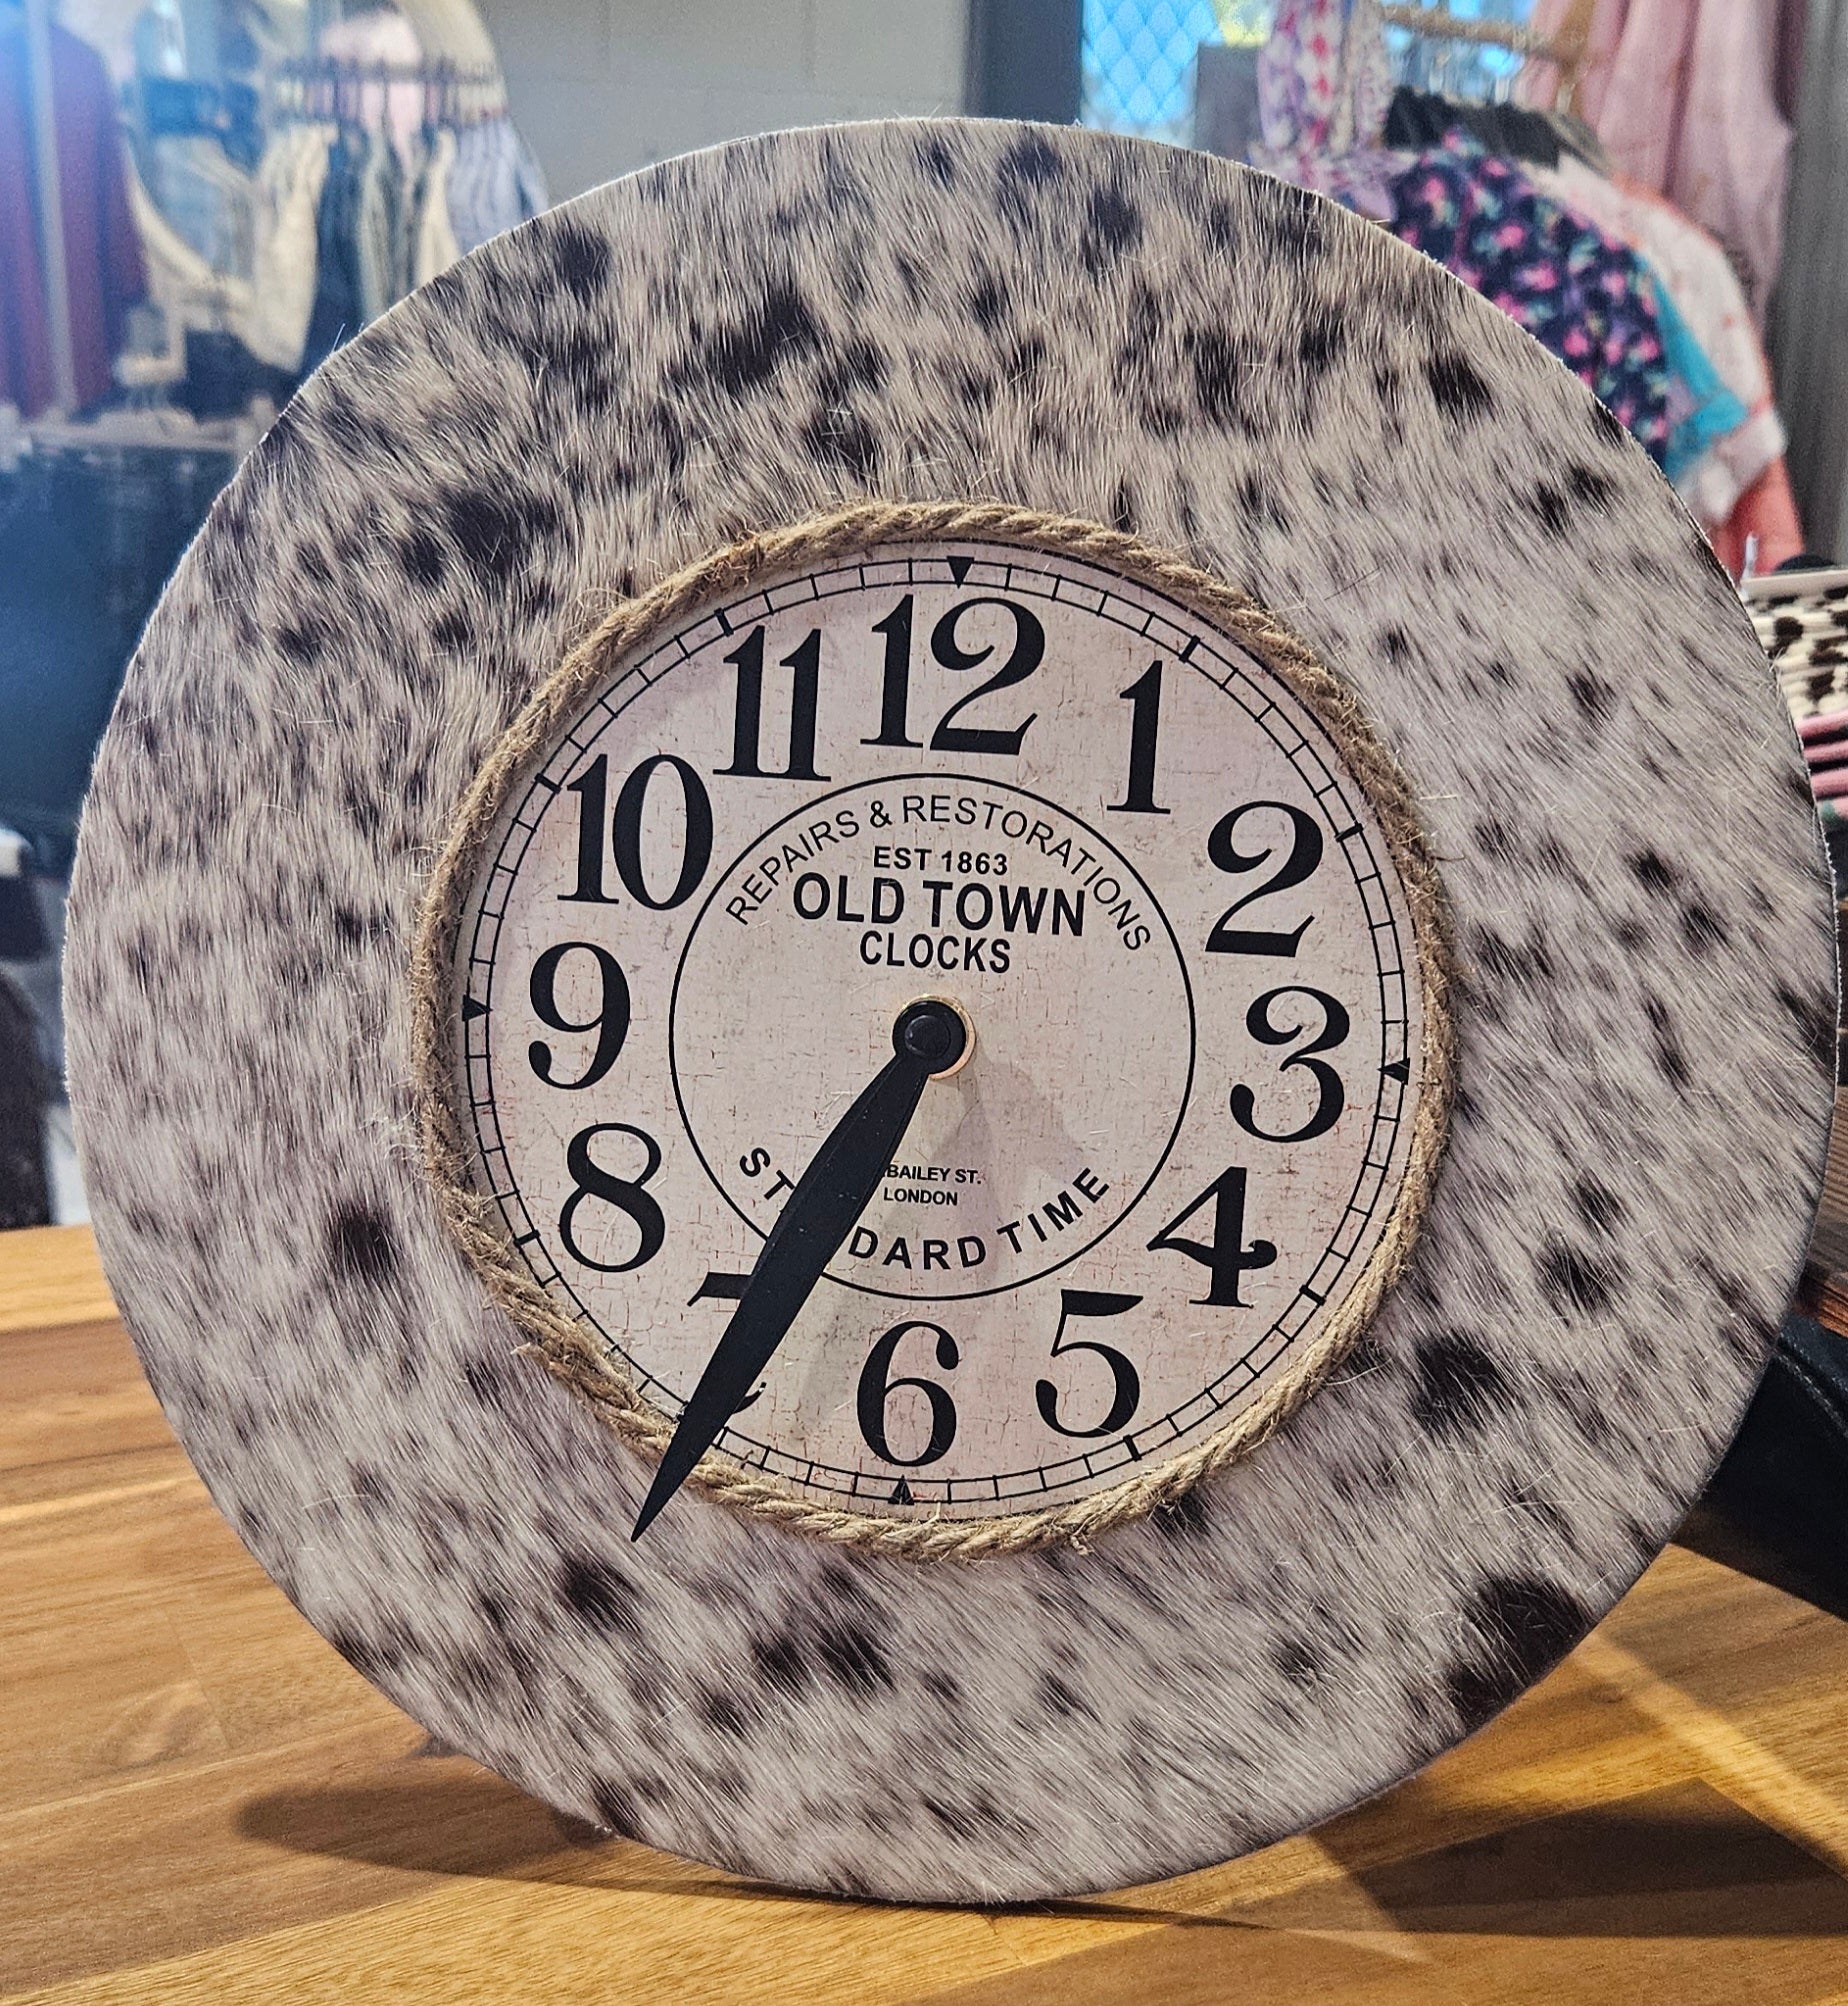 12
11
1
10
2
REPAIRS & RESTORATIONS
EST 1863
OLD TOWN
CLOCKS
9
3
8
4
BAILEY ST.
LONDON
TIME
7
5
6